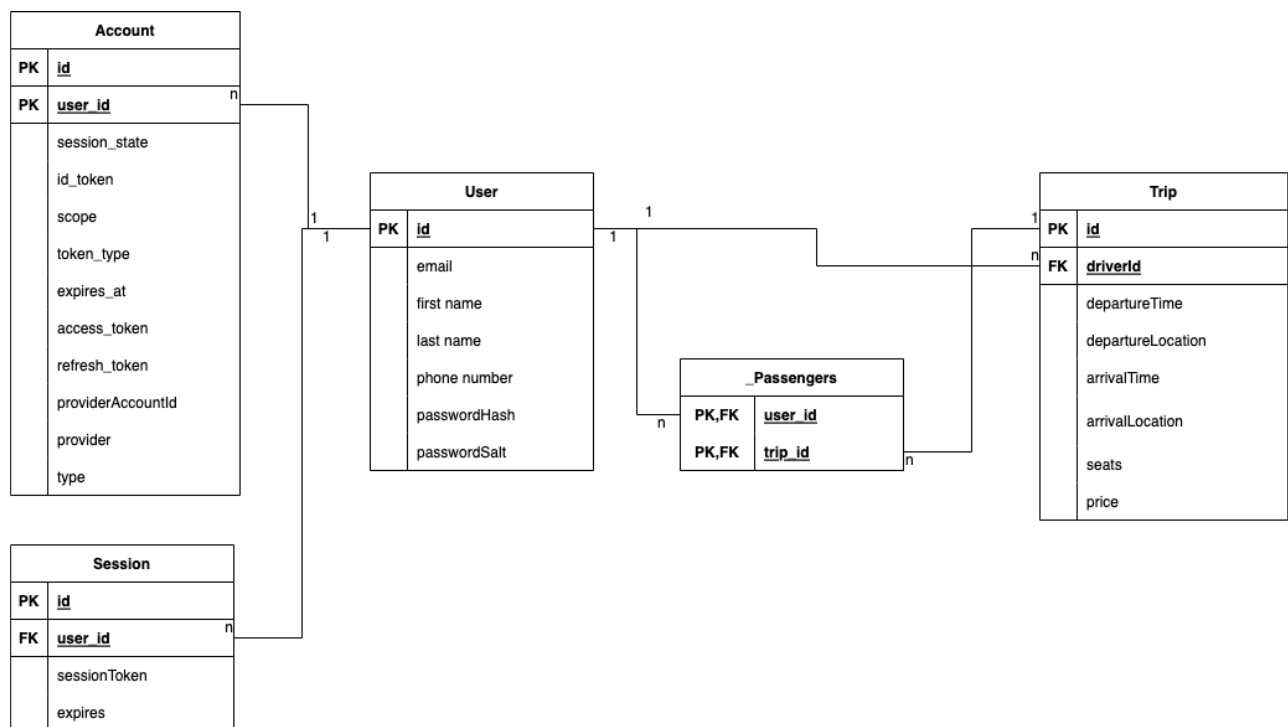 Account
PK id
PK user_id n
session_state
id_token
scope
token_type
expires_at
access_token
refresh_token
providerAccountId
provider
type
1
1
User
PK id
email
first name
last name
phone number
passwordHash
passwordSalt
1
1
n
_Passengers
PK,FK user_id
PK,FK trip_id
n
Trip
1 PK id
n FK driverId
departureTime
departureLocation
arrivalTime
arrivalLocation
seats
price
Session
PK id
FK user_id n
sessionToken
expires